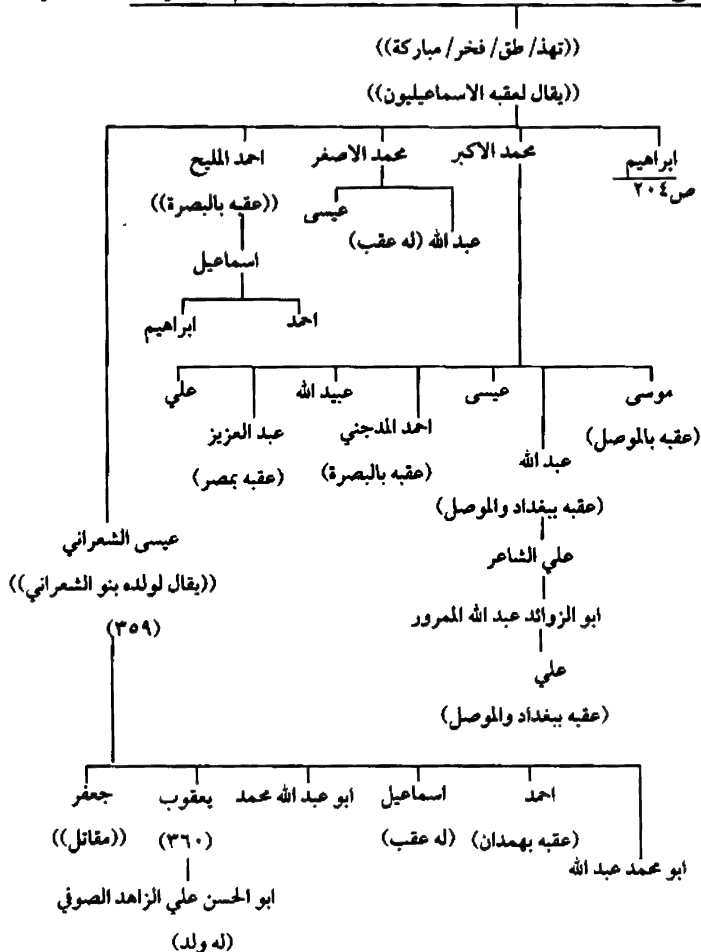 ((تهذ/ طق/ فخر/ مباركة))
((يقال لعقبه الاسماعيليون))
ابراهيم
ص٢٠٤
محمد الاكبر
محمد الاصغر
احمد المليح
((عقبه بالبصرة))
عيسى
عبد الله (له عقب)
اسماعيل
احمد
ابراهيم
موسى
(عقبه بالموصل)
عيسى
عبيد الله
علي
عبد الله
(عقبه ببغداد والموصل)
احمد المدجني
(عقبه بالبصرة)
عبد العزيز
(عقبه بمصر)
علي الشاعر
ابو الزوائد عبد الله الممرور
علي
(عقبه ببغداد والموصل)
عيسى الشعراني
((يقال لولده بنو الشعراني))
(٣٥٩)
ابو محمد عبد الله
احمد
(عقبه بهمدان)
اسماعيل
(له عقب)
ابو عبد الله محمد
يعقوب
(٣٦٠)
جعفر
((مقاتل))
ابو الحسن علي الزاهد الصوفي
(له ولد)